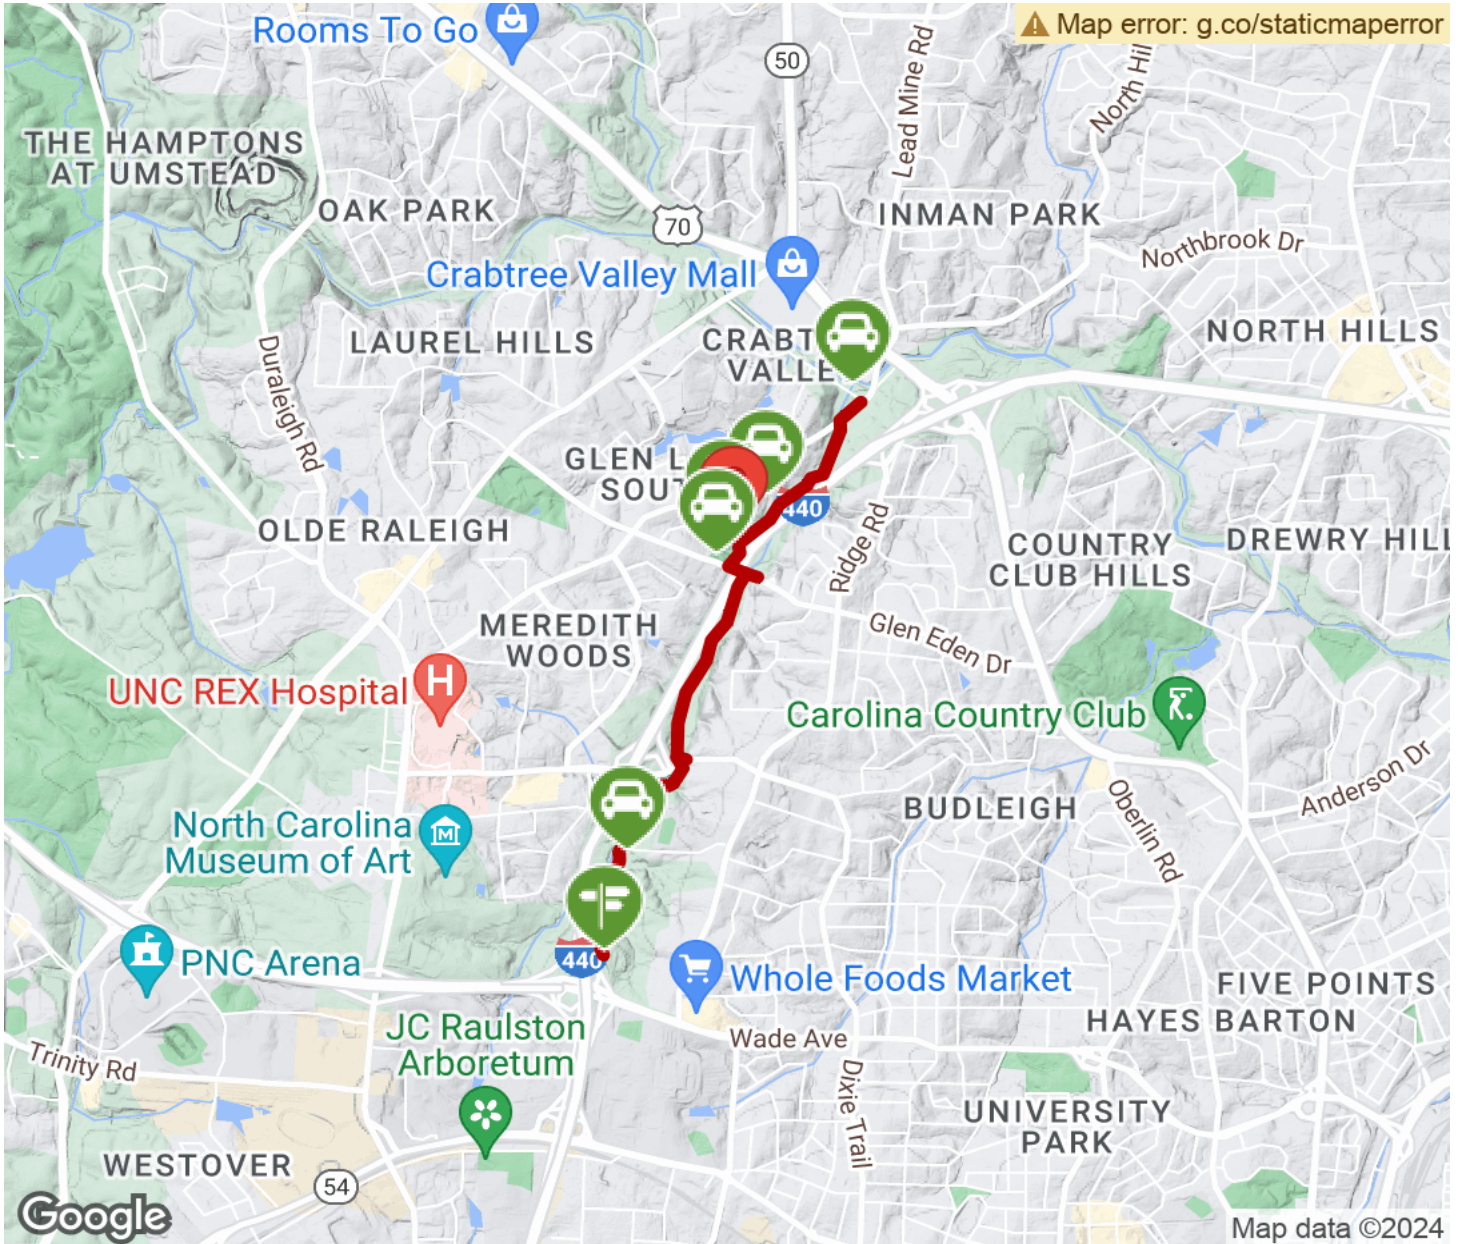 Rooms To Go
Map error: g.co/staticmaperror
50
Lead Mine Rd
North Hil
THE HAMPTONS
AT UMSTEAD
OAK PARK
INMAN PARK
70
Northbrook Dr
Crabtree Valley Mall
LAUREL HILLS
CRABT
VALLE
NORTH HILLS
Duraleigh Rd
GLEN L
SOUT
440
OLDE RALEIGH
Ridge Rd
COUNTRY
CLUB HILLS
DREWRY HILL
MEREDITH
WOODS
Glen Eden Dr
UNC REX Hospital
H
Carolina Country Club
Anderson Dr
North Carolina
Museum of Art
M
BUDLEIGH
Oberlin Rd
PNC Arena
440
Whole Foods Market
FIVE POINTS
HAYES BARTON
JC Raulston
Arboretum
Wade Ave
Trinity Rd
Dixie Trail
UNIVERSITY
PARK
WESTOVER
54
Google
Map data ©2024